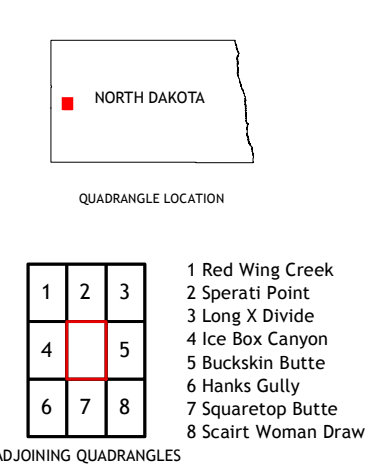 NORTH DAKOTA
QUADRANGLE LOCATION
1 2 3
4 5
6 7 8
1 Red Wing Creek
2 Sperati Point
3 Long X Divide
4 Ice Box Canyon
5 Buckskin Butte
6 Hanks Gully
7 Squaretop Butte
8 Scairt Woman Draw
ADJOINING QUADRANGLES